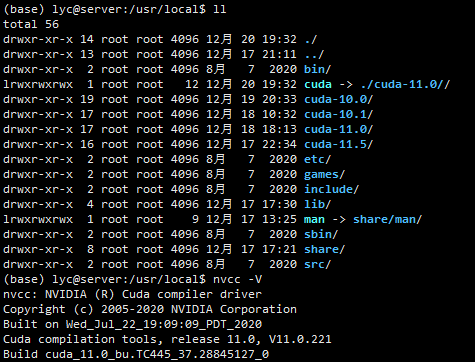 (base) lyc@server:/usr/local$ ll
total 56
drwxr-xr-x 14 root root 4096 12月 20 19:32 ./
drwxr-xr-x 13 root root 4096 12月 17 21:11 ../
drwxr-xr-x  2 root root 4096 8月   7  2020 bin/
lrwxrwxrwx  1 root root   12 12月 20 19:32 cuda -> ./cuda-11.0//
drwxr-xr-x 19 root root 4096 12月 19 20:33 cuda-10.0/
drwxr-xr-x 17 root root 4096 12月 18 10:32 cuda-10.1/
drwxr-xr-x 17 root root 4096 12月 18 18:13 cuda-11.0/
drwxr-xr-x 16 root root 4096 12月 17 22:34 cuda-11.5/
drwxr-xr-x  2 root root 4096 8月   7  2020 etc/
drwxr-xr-x  2 root root 4096 8月   7  2020 games/
drwxr-xr-x  2 root root 4096 8月   7  2020 include/
drwxr-xr-x  4 root root 4096 12月 17 17:30 lib/
lrwxrwxrwx  1 root root    9 12月 17 13:25 man -> share/man/
drwxr-xr-x  2 root root 4096 8月   7  2020 sbin/
drwxr-xr-x  8 root root 4096 12月 17 17:21 share/
drwxr-xr-x  2 root root 4096 8月   7  2020 src/
(base) lyc@server:/usr/local$ nvcc -V
nvcc: NVIDIA (R) Cuda compiler driver
Copyright (c) 2005-2020 NVIDIA Corporation
Built on Wed_Jul_22_19:09:09_PDT_2020
Cuda compilation tools, release 11.0, V11.0.221
Build cuda_11.0_bu.TC445_37.28845127_0